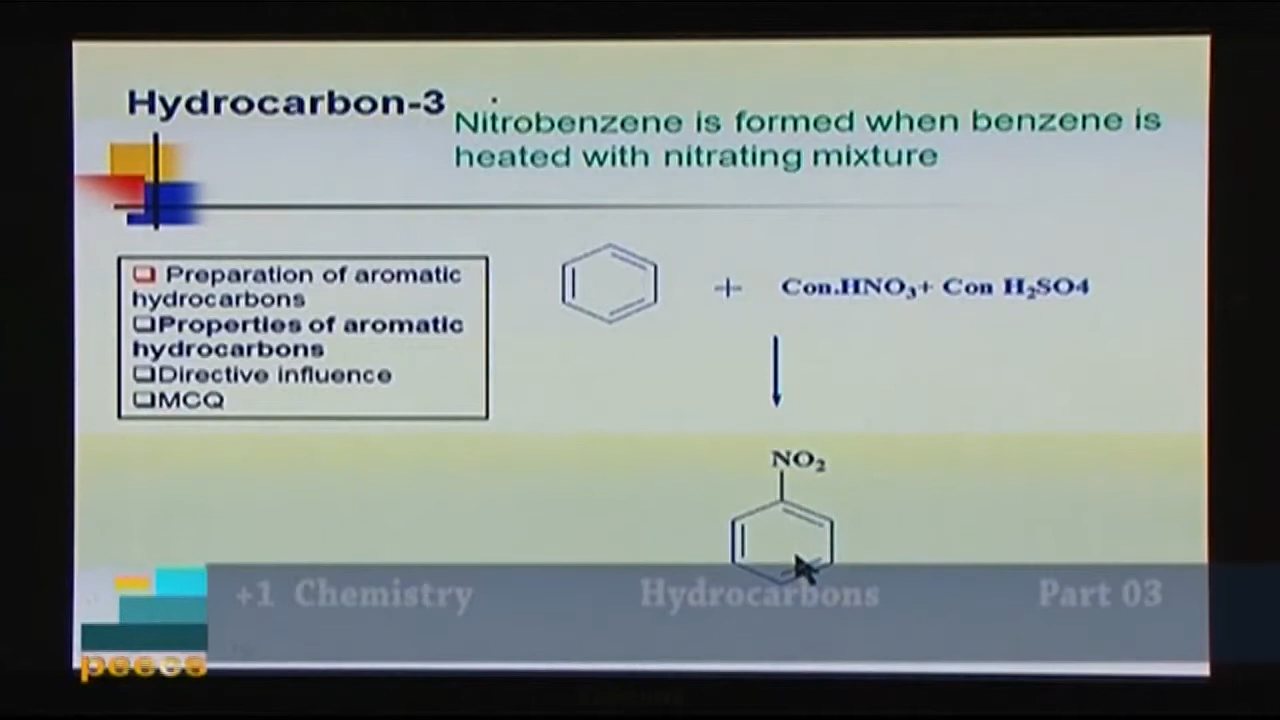 Hydrocarbon-3
Nitrobenzene is formed when benzene is
heated with nitrating mixture
Preparation of aromatic
hydrocarbons
Properties of aromatic
hydrocarbons
Directive influence
MCQ
+ Con.HNO₃+ Con H₂SO4
NO₂
+1 Chemistry Hydrocarbons Part 03
peecs